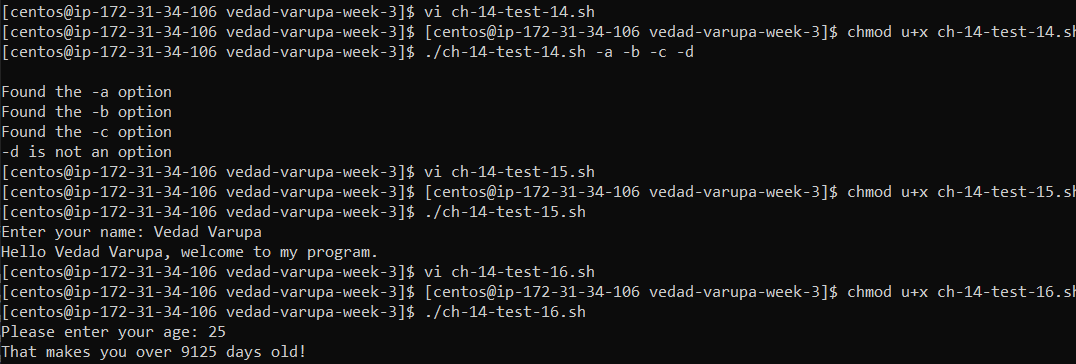 [centos@ip-172-31-34-106 vedad-varupa-week-3]$ vi ch-14-test-14.sh
[centos@ip-172-31-34-106 vedad-varupa-week-3]$ [centos@ip-172-31-34-106 vedad-varupa-week-3]$ chmod u+x ch-14-test-14.sh
[centos@ip-172-31-34-106 vedad-varupa-week-3]$ ./ch-14-test-14.sh -a -b -c -d

Found the -a option
Found the -b option
Found the -c option
-d is not an option
[centos@ip-172-31-34-106 vedad-varupa-week-3]$ vi ch-14-test-15.sh
[centos@ip-172-31-34-106 vedad-varupa-week-3]$ [centos@ip-172-31-34-106 vedad-varupa-week-3]$ chmod u+x ch-14-test-15.sh
[centos@ip-172-31-34-106 vedad-varupa-week-3]$ ./ch-14-test-15.sh
Enter your name: Vedad Varupa
Hello Vedad Varupa, welcome to my program.
[centos@ip-172-31-34-106 vedad-varupa-week-3]$ vi ch-14-test-16.sh
[centos@ip-172-31-34-106 vedad-varupa-week-3]$ [centos@ip-172-31-34-106 vedad-varupa-week-3]$ chmod u+x ch-14-test-16.sh
[centos@ip-172-31-34-106 vedad-varupa-week-3]$ ./ch-14-test-16.sh
Please enter your age: 25
That makes you over 9125 days old!